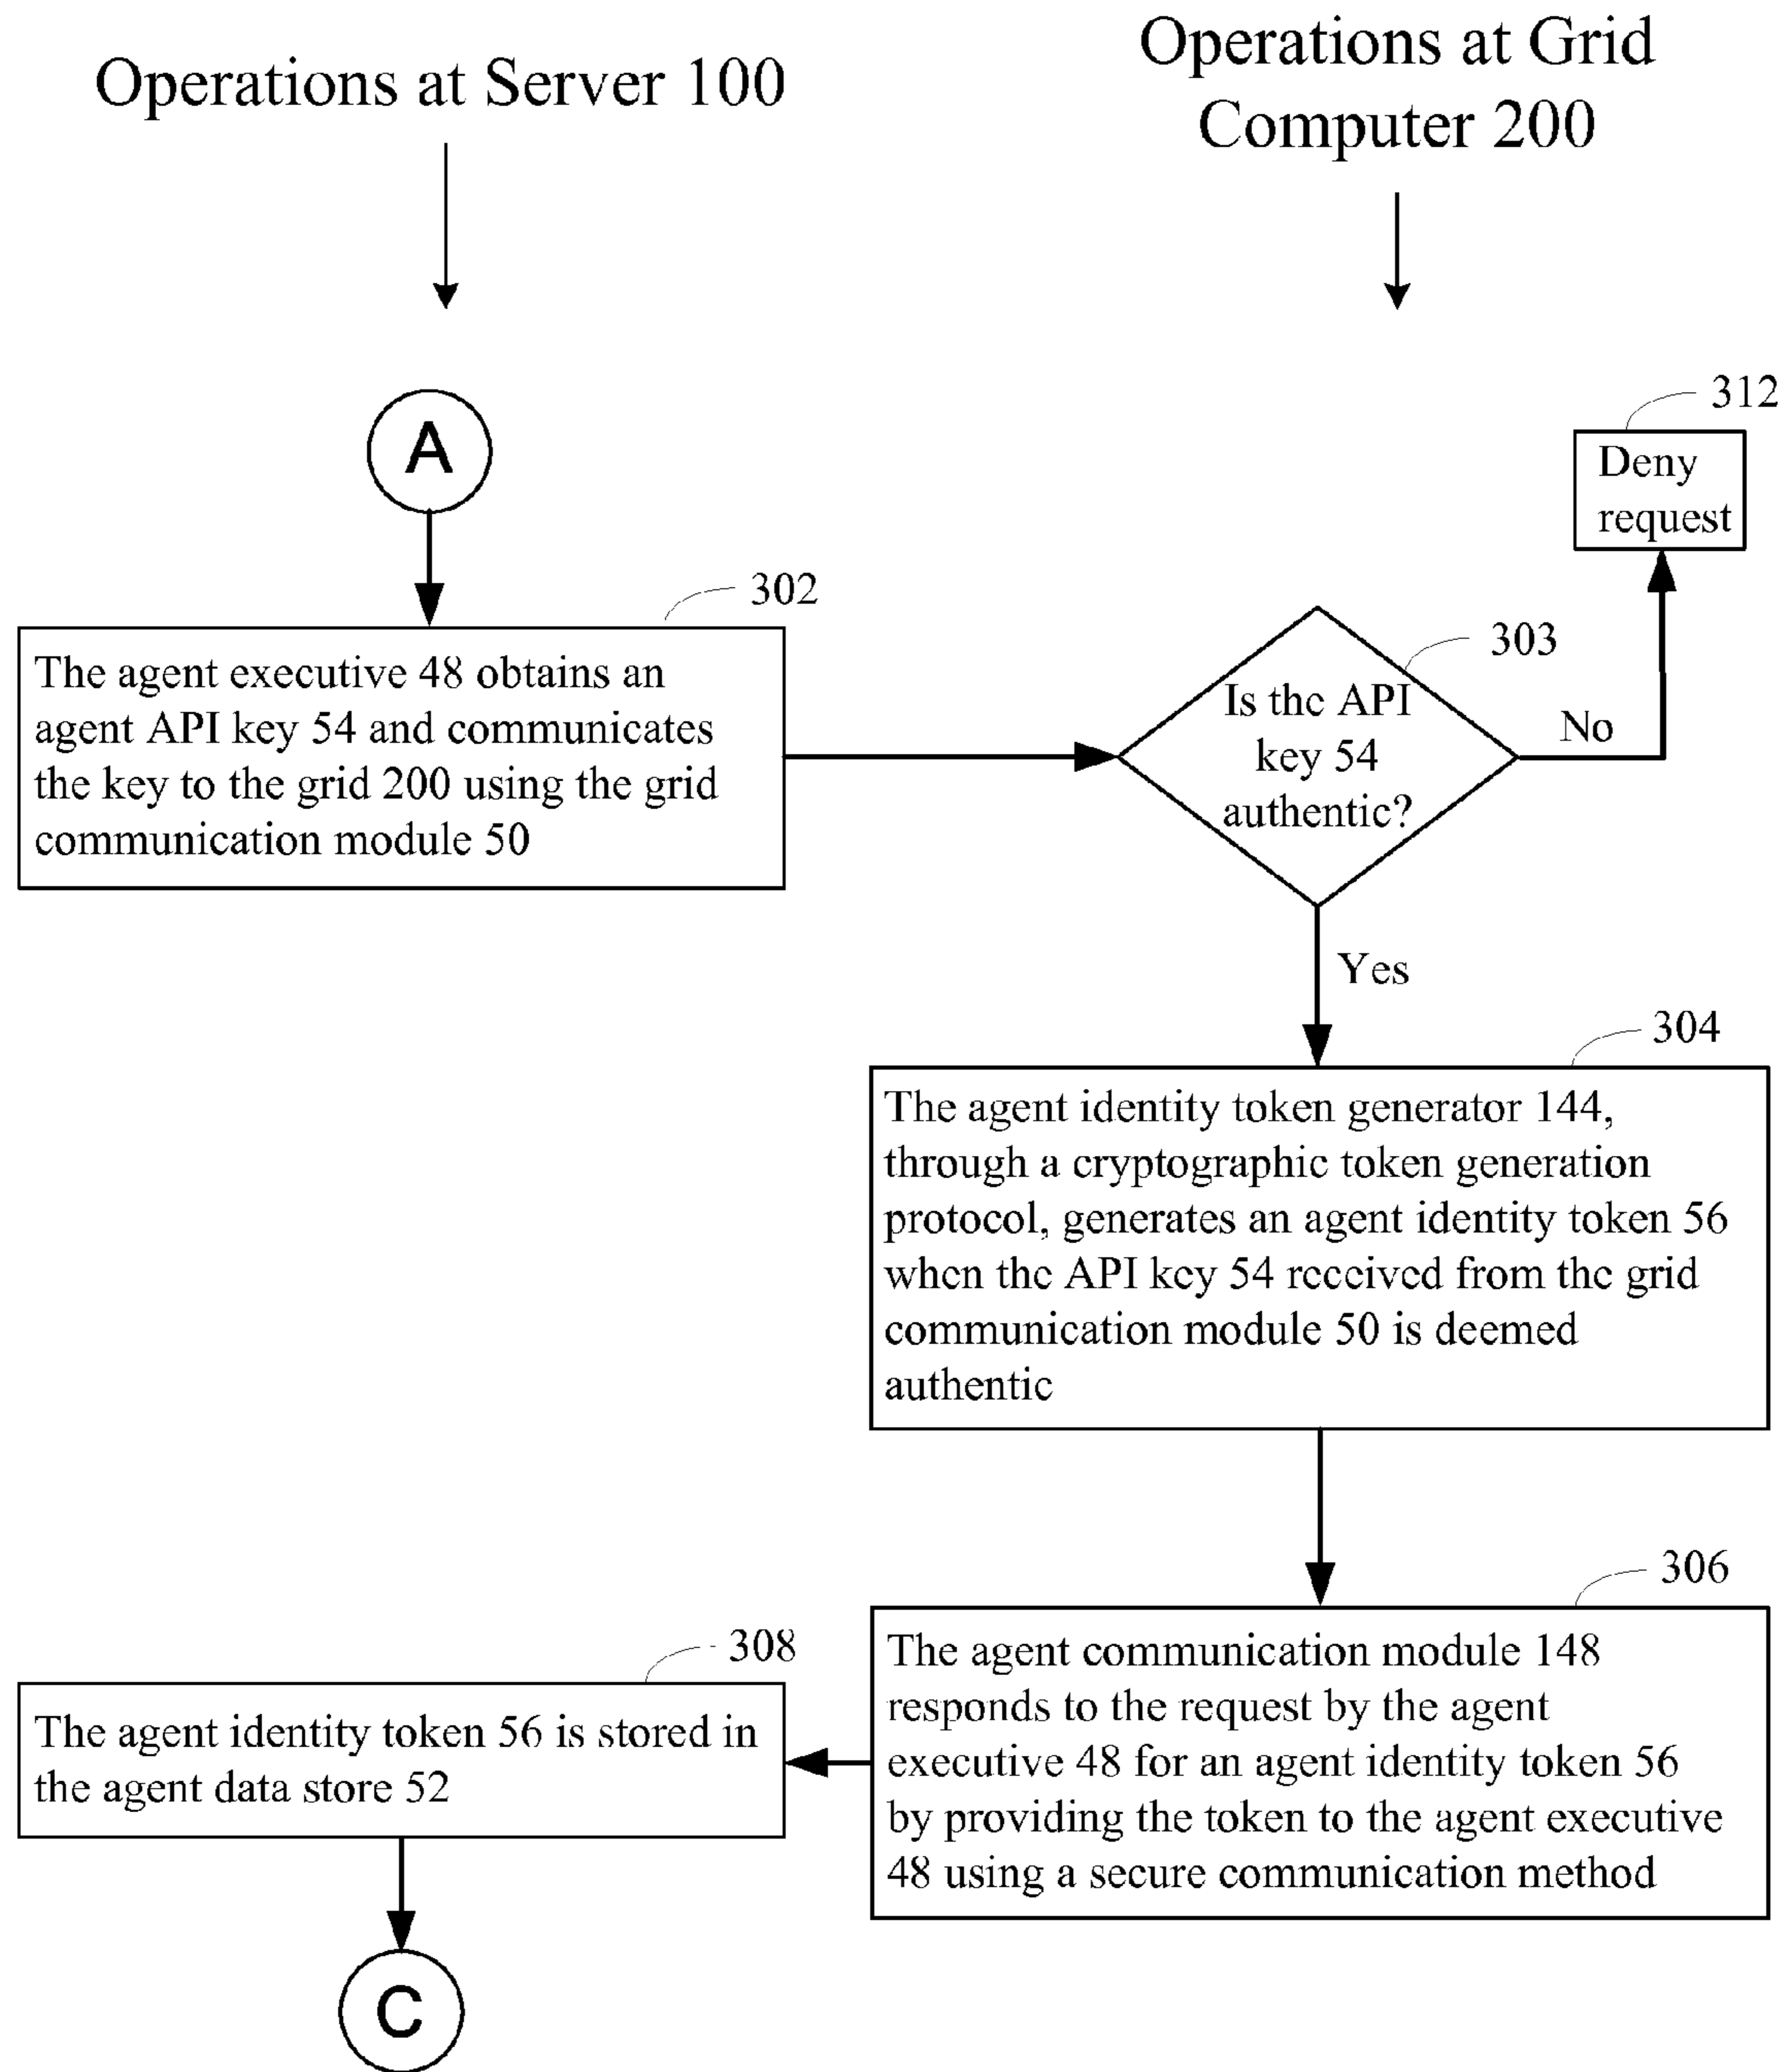 Operations at Server 100
Operations at Grid
Computer 200
A
312
Deny
request
302
The agent executive 48 obtains an
agent API key 54 and communicates
the key to the grid 200 using the grid
communication module 50
303
Is the API
key 54
authentic?
No
Yes
304
The agent identity token generator 144,
through a cryptographic token generation
protocol, generates an agent identity token 56
when the API key 54 received from the grid
communication module 50 is deemed
authentic
306
The agent communication module 148
responds to the request by the agent
executive 48 for an agent identity token 56
by providing the token to the agent executive
48 using a secure communication method
308
The agent identity token 56 is stored in
the agent data store 52
C